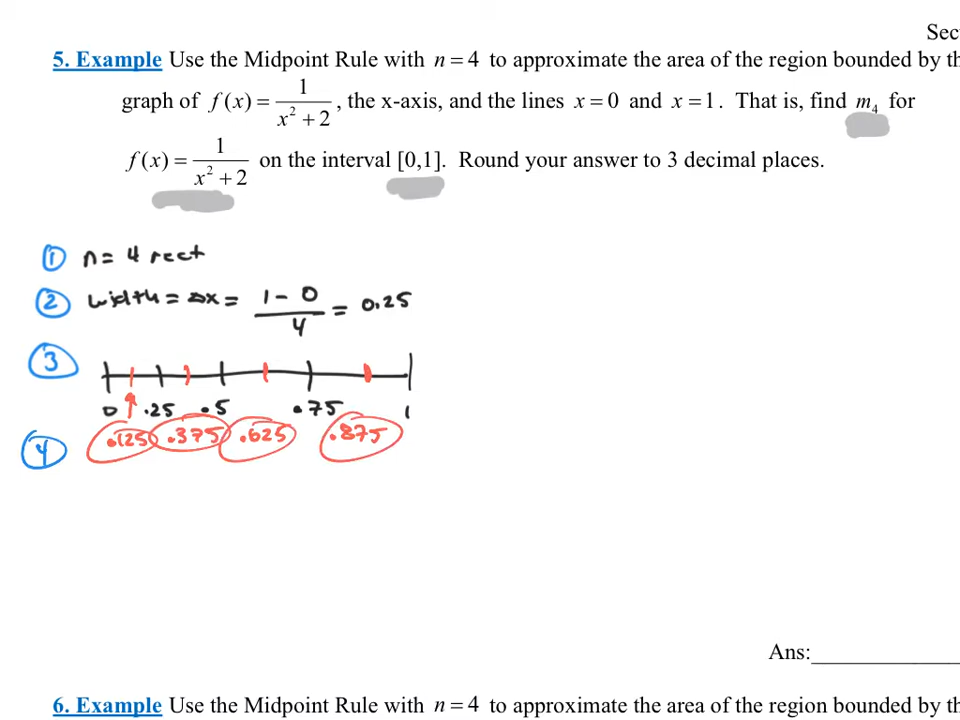 Sec
5. Example Use the Midpoint Rule with n = 4 to approximate the area of the region bounded by th
graph of f(x) = 1/(x² + 2), the x-axis, and the lines x = 0 and x = 1. That is, find m₄ for
f(x) = 1/(x² + 2) on the interval [0,1]. Round your answer to 3 decimal places.
① n = 4 rect
② width = Δx = (1 - 0)/4 = 0.25
③
0 .25 .5 .75 1
④ .125 .375 .625 .875
Ans:
6. Example Use the Midpoint Rule with n = 4 to approximate the area of the region bounded by th